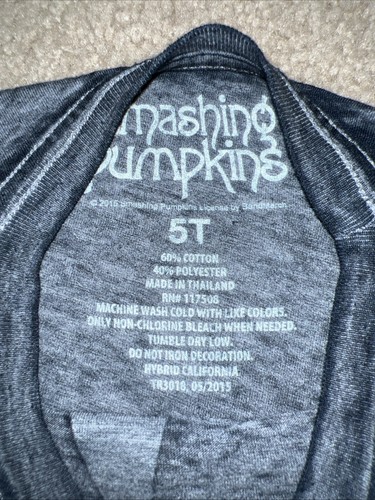 smashing
pumpkins
© 2015 Smashing Pumpkins License by Bandmerch
5T
60% COTTON
40% POLYESTER
MADE IN THAILAND
RN# 117508
MACHINE WASH COLD WITH LIKE COLORS.
ONLY NON-CHLORINE BLEACH WHEN NEEDED.
TUMBLE DRY LOW.
DO NOT IRON DECORATION.
HYBRID CALIFORNIA
TR3018, 05/2015